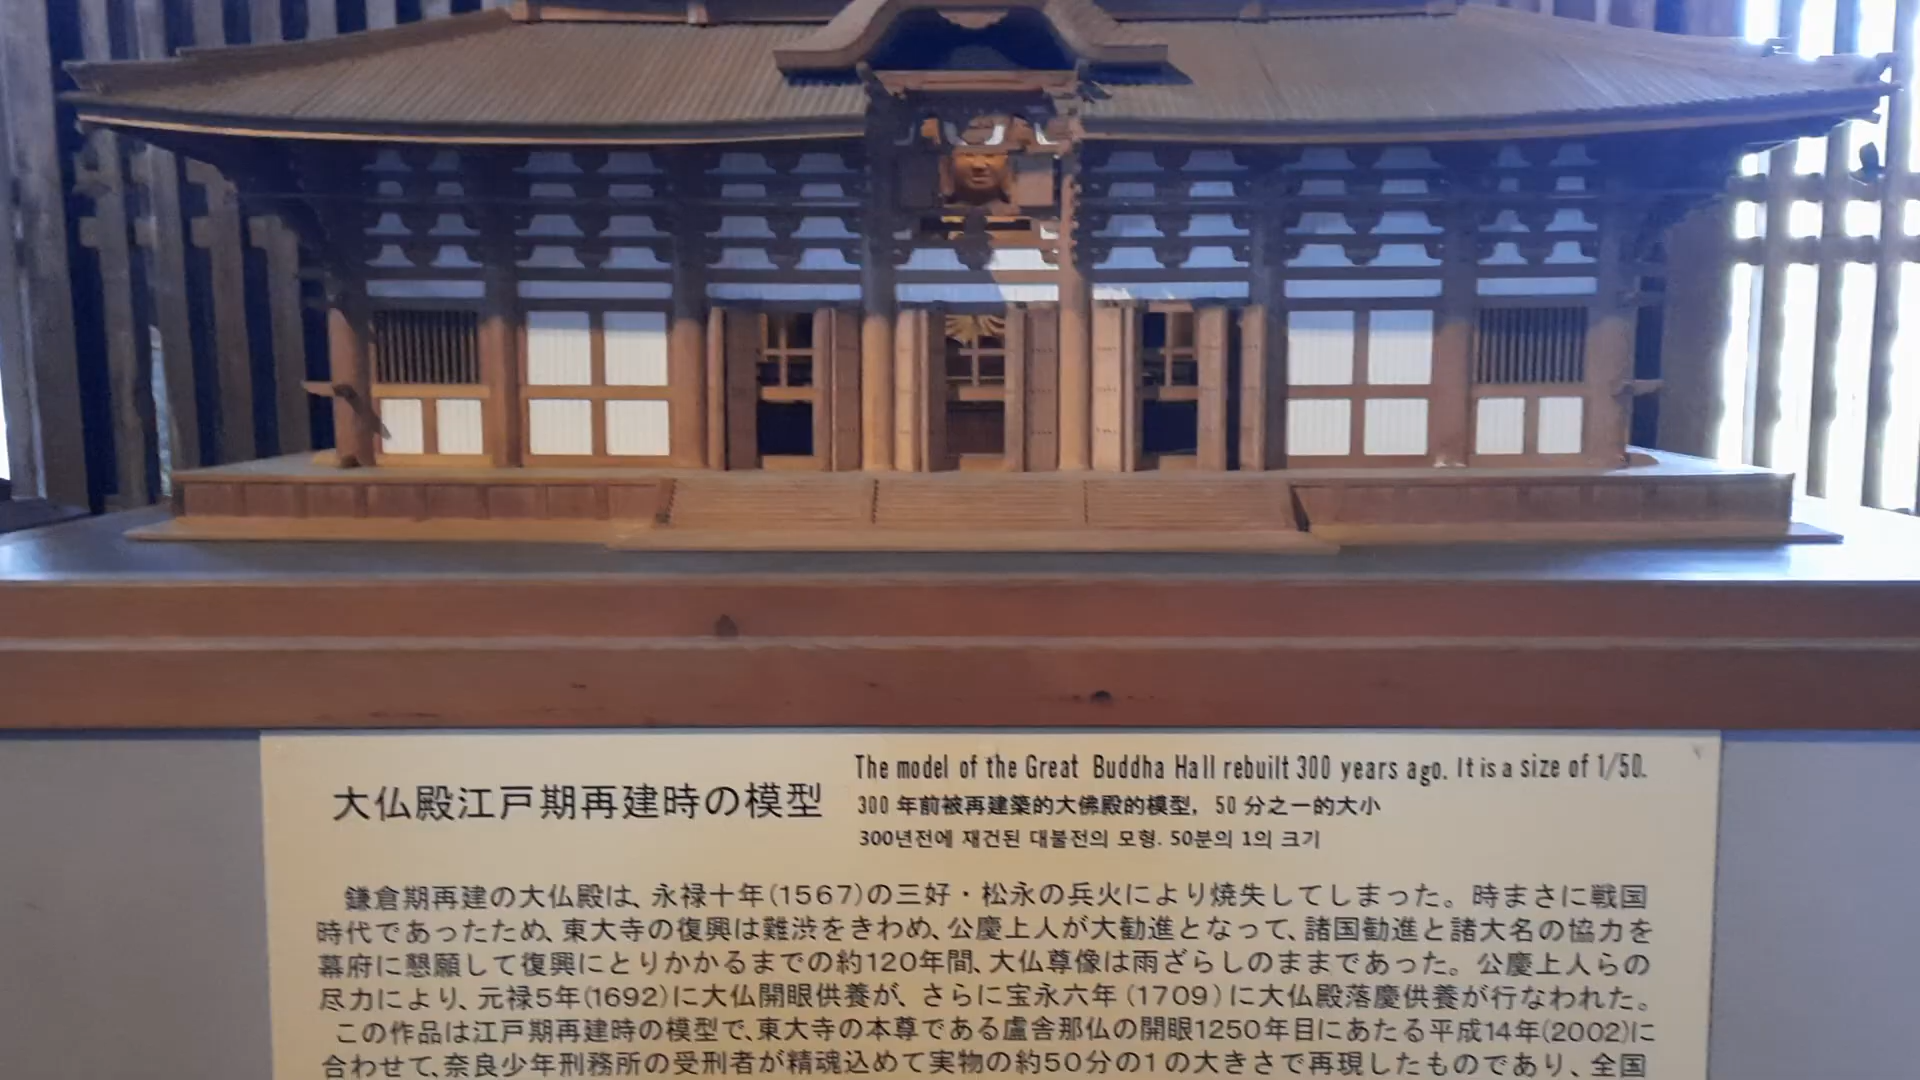 大仏殿江戸期再建時の模型
The model of the Great Buddha Hall rebuilt 300 years ago. It is a size of 1/50.
300 年前被再建築的大佛殿的模型，50 分之一的大小
300년전에 재건된 대불전의 모형. 50분의 1의 크기
鎌倉期再建の大仏殿は、永禄十年(1567)の三好・松永の兵火により焼失してしまった。時まさに戦国
時代であったため、東大寺の復興は難渋をきわめ、公慶上人が大勧進となって、諸国勧進と諸大名の協力を
幕府に懇願して復興にとりかかるまでの約120年間、大仏尊像は雨ざらしのままであった。公慶上人らの
尽力により、元禄5年(1692)に大仏開眼供養が、さらに宝永六年(1709)に大仏殿落慶供養が行なわれた。
この作品は江戸期再建時の模型で、東大寺の本尊である盧舎那仏の開眼1250年目にあたる平成14年(2002)に
合わせて、奈良少年刑務所の受刑者が精魂込めて実物の約50分の1の大きさで再現したものであり、全国